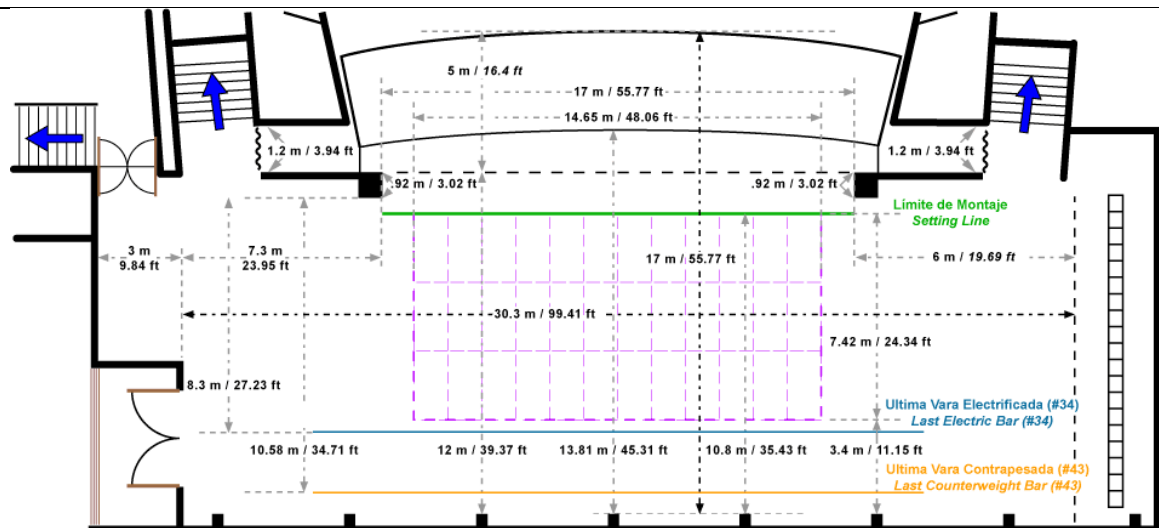 5 m / 16.4 ft
17 m / 55.77 ft
14.65 m / 48.06 ft
1.2 m / 3.94 ft
1.2 m / 3.94 ft
.92 m / 3.02 ft
.92 m / 3.02 ft
Límite de Montaje
Setting Line
3 m
9.84 ft
7.3 m
23.95 ft
17 m / 55.77 ft
6 m / 19.69 ft
30.3 m / 99.41 ft
7.42 m / 24.34 ft
8.3 m / 27.23 ft
Ultima Vara Electrificada (#34)
Last Electric Bar (#34)
10.58 m / 34.71 ft
12 m / 39.37 ft
13.81 m / 45.31 ft
10.8 m / 35.43 ft
3.4 m / 11.15 ft
Ultima Vara Contrapesada (#43)
Last Counterweight Bar (#43)